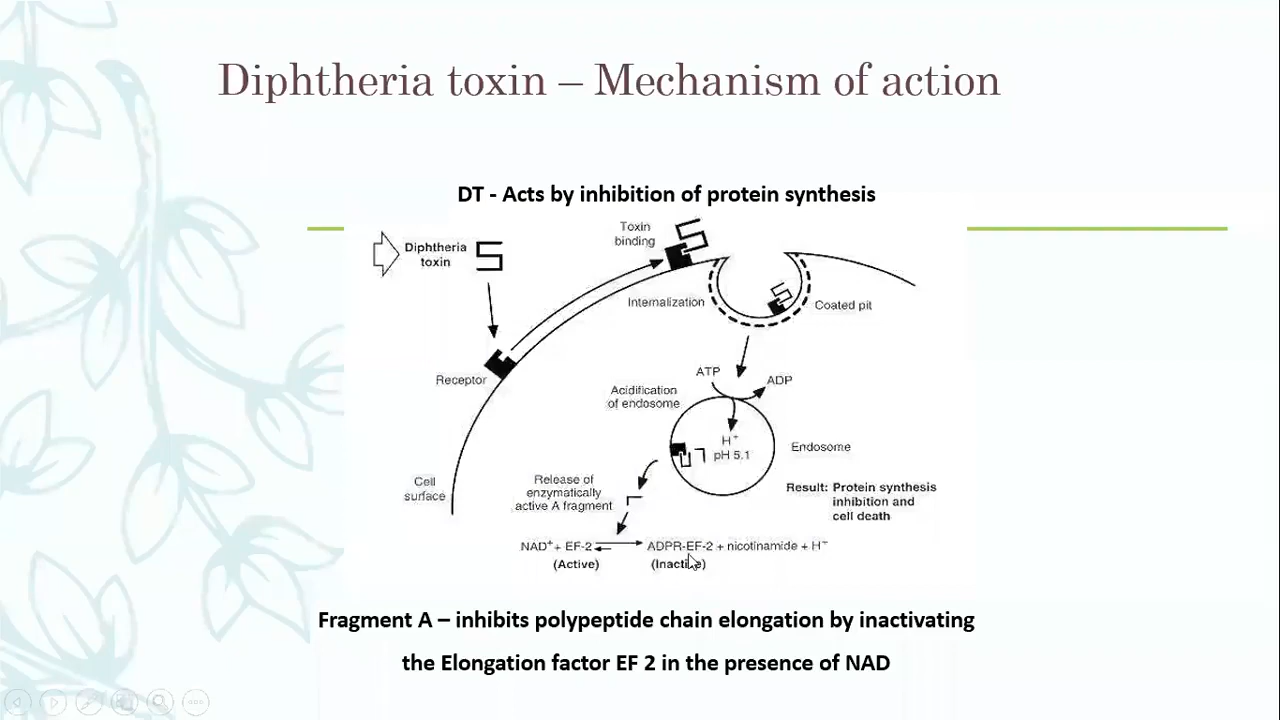 Diphtheria toxin – Mechanism of action
DT - Acts by inhibition of protein synthesis
Diphtheria
toxin
Toxin
binding
Internalization
Coated pit
Receptor
ATP
ADP
Acidification
of endosome
H+
pH 5.1
Endosome
Cell
surface
Release of
enzymatically
active A fragment
Result: Protein synthesis
inhibition and
cell death
NAD+ + EF-2
ADPR-EF-2 + nicotinamide + H+
(Active)
(Inactive)
Fragment A – inhibits polypeptide chain elongation by inactivating
the Elongation factor EF 2 in the presence of NAD